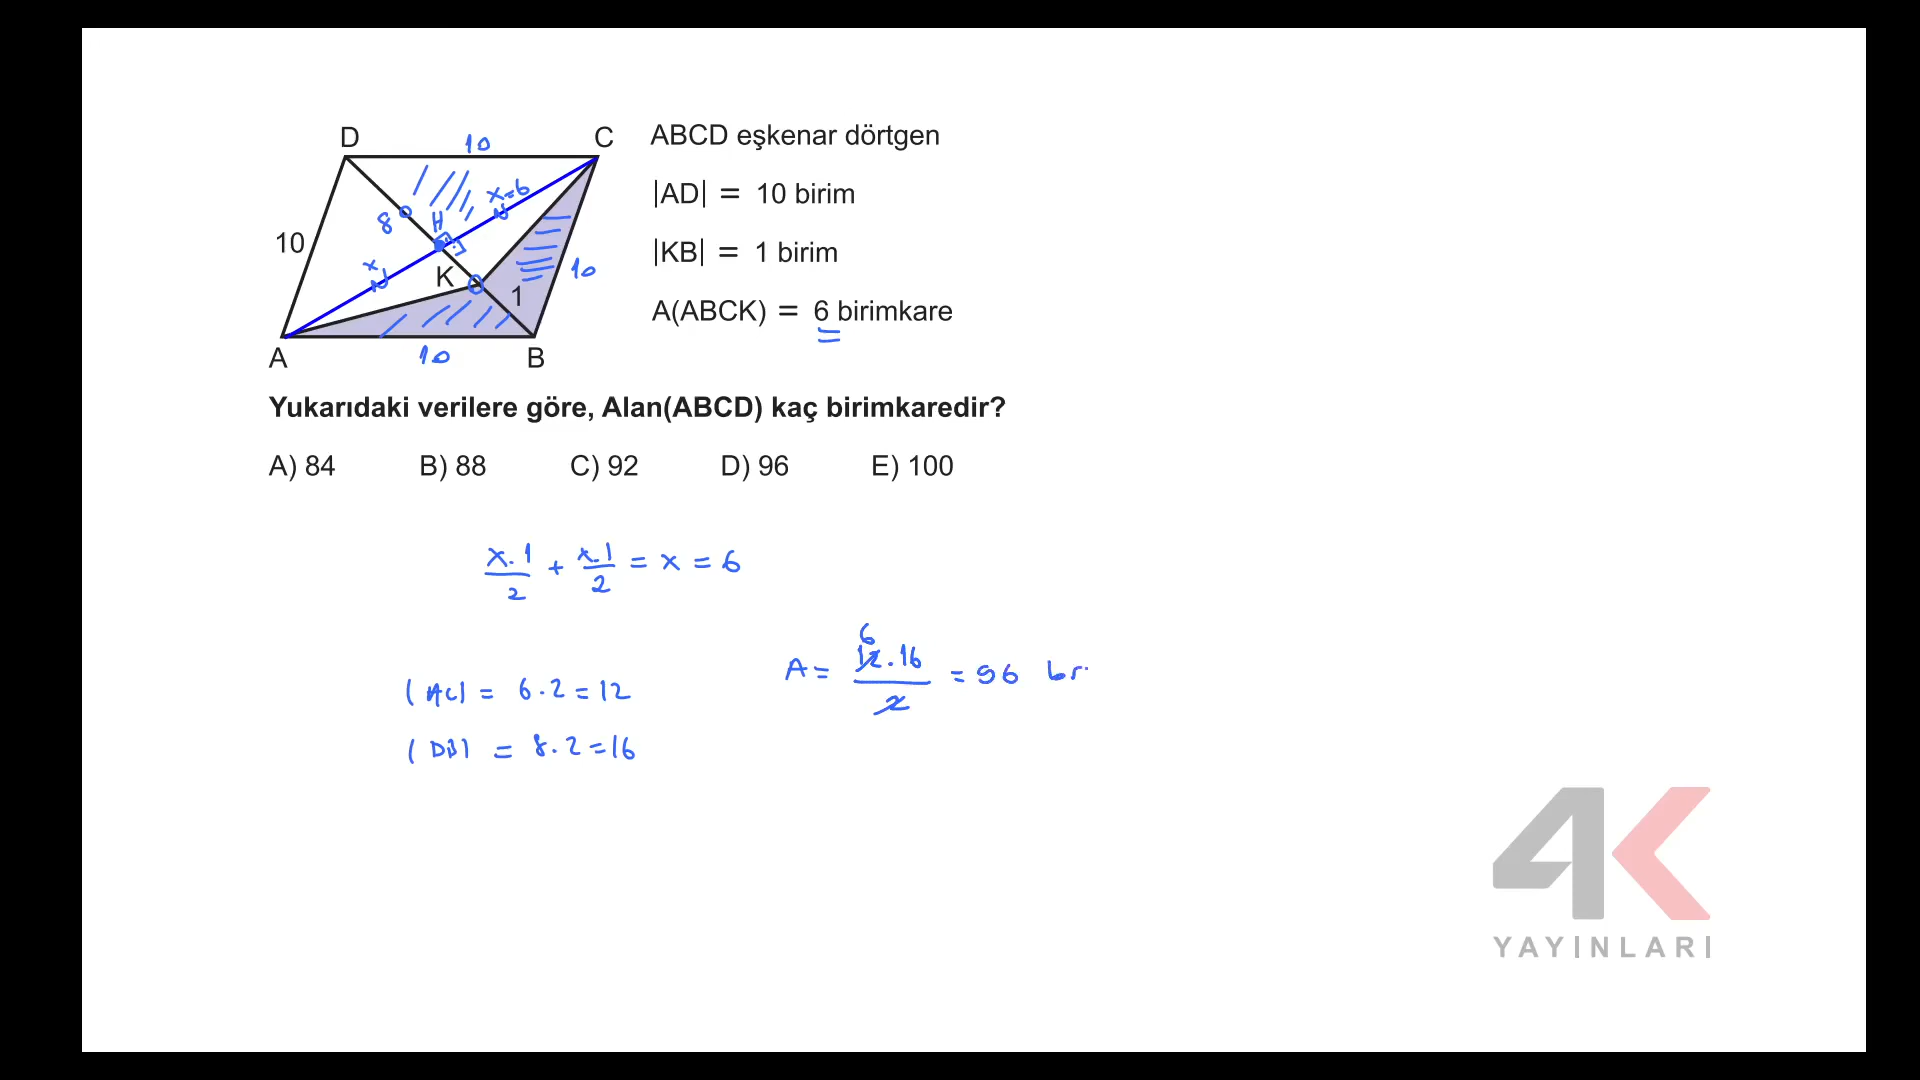 D 10 C
ABCD eşkenar dörtgen
8 H x=6
|AD| = 10 birim
10 x K 1 10
|KB| = 1 birim
A(ABCK) = 6 birimkare
A 10 B
Yukarıdaki verilere göre, Alan(ABCD) kaç birimkaredir?
A) 84 B) 88 C) 92 D) 96 E) 100
x.1/2 + x.1/2 = x = 6
6
A = 12.16/2 = 96 br
|AC| = 6.2 = 12
|DB| = 8.2 = 16
4K
YAYINLARI